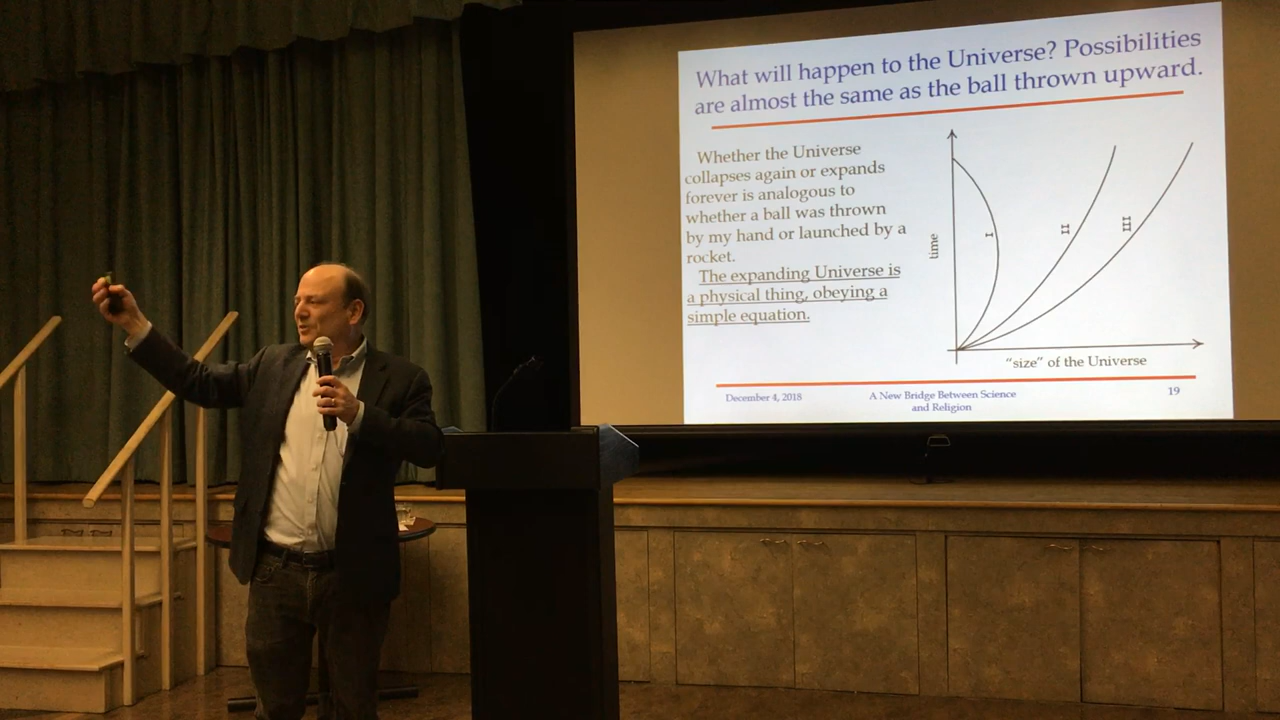 What will happen to the Universe? Possibilities
are almost the same as the ball thrown upward.
Whether the Universe
collapses again or expands
forever is analogous to
whether a ball was thrown
by my hand or launched by a
rocket.
The expanding Universe is
a physical thing, obeying a
simple equation.
time
I
II
III
"size" of the Universe
December 4, 2018
A New Bridge Between Science
and Religion
19